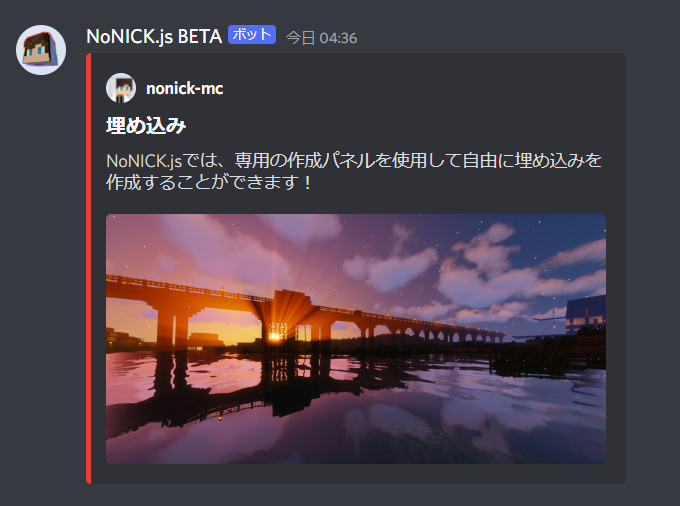 NoNICK.js BETA ボット 今日 04:36
nonick-mc
埋め込み
NoNICK.jsでは、専用の作成パネルを使用して自由に埋め込みを
作成することができます！